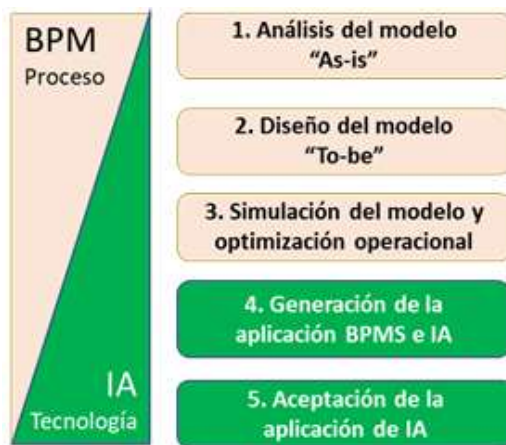 BPM
Proceso
1. Análisis del modelo
“As-is”
2. Diseño del modelo
“To-be”
3. Simulación del modelo y
optimización operacional
4. Generación de la
aplicación BPMS e IA
IA
Tecnología
5. Aceptación de la
aplicación de IA